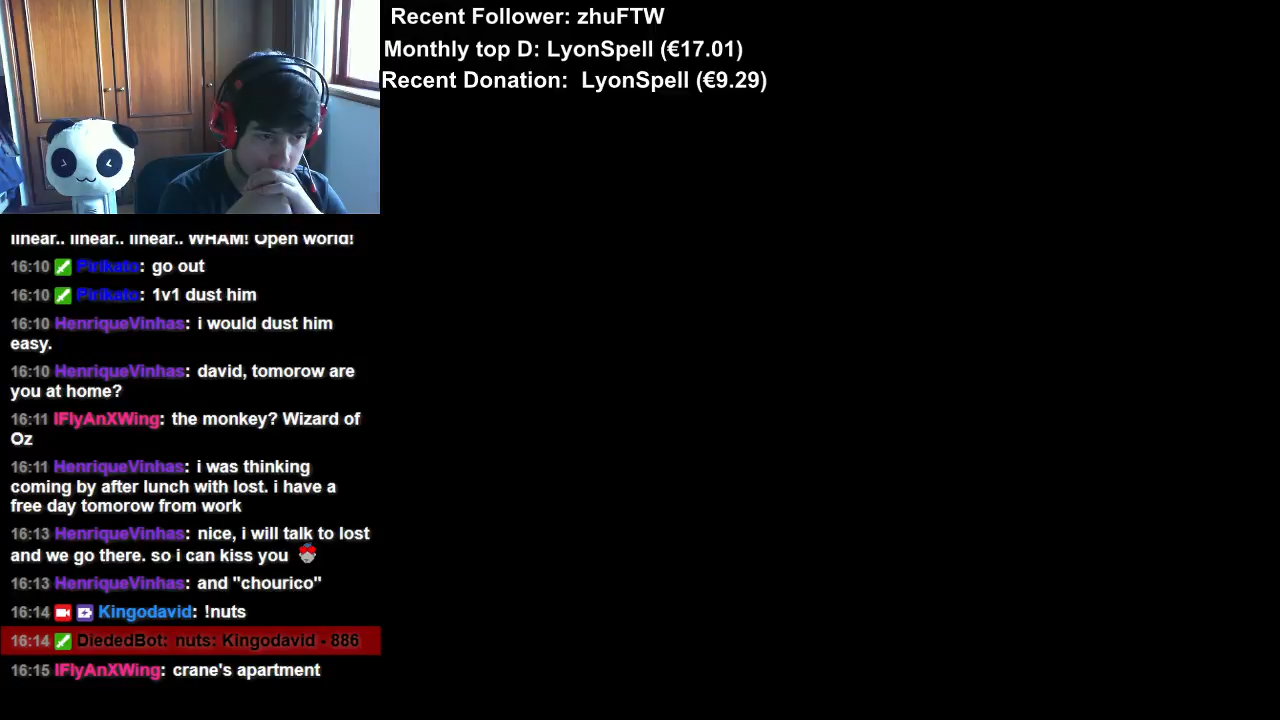 Recent Follower: zhuFTW
Monthly top D: LyonSpell (€17.01)
Recent Donation: LyonSpell (€9.29)
linear.. linear.. linear.. WHAM! Open world!
16:10 Firikato: go out
16:10 Firikato: 1v1 dust him
16:10 HenriqueVinhas: i would dust him
easy.
16:10 HenriqueVinhas: david, tomorow are
you at home?
16:11 IFlyAnXWing: the monkey? Wizard of
Oz
16:11 HenriqueVinhas: i was thinking
coming by after lunch with lost. i have a
free day tomorow from work
16:13 HenriqueVinhas: nice, i will talk to lost
and we go there. so i can kiss you
16:13 HenriqueVinhas: and "chourico"
16:14 Kingodavid: !nuts
16:14 DiededBot: nuts: Kingodavid - 886
16:15 IFlyAnXWing: crane's apartment